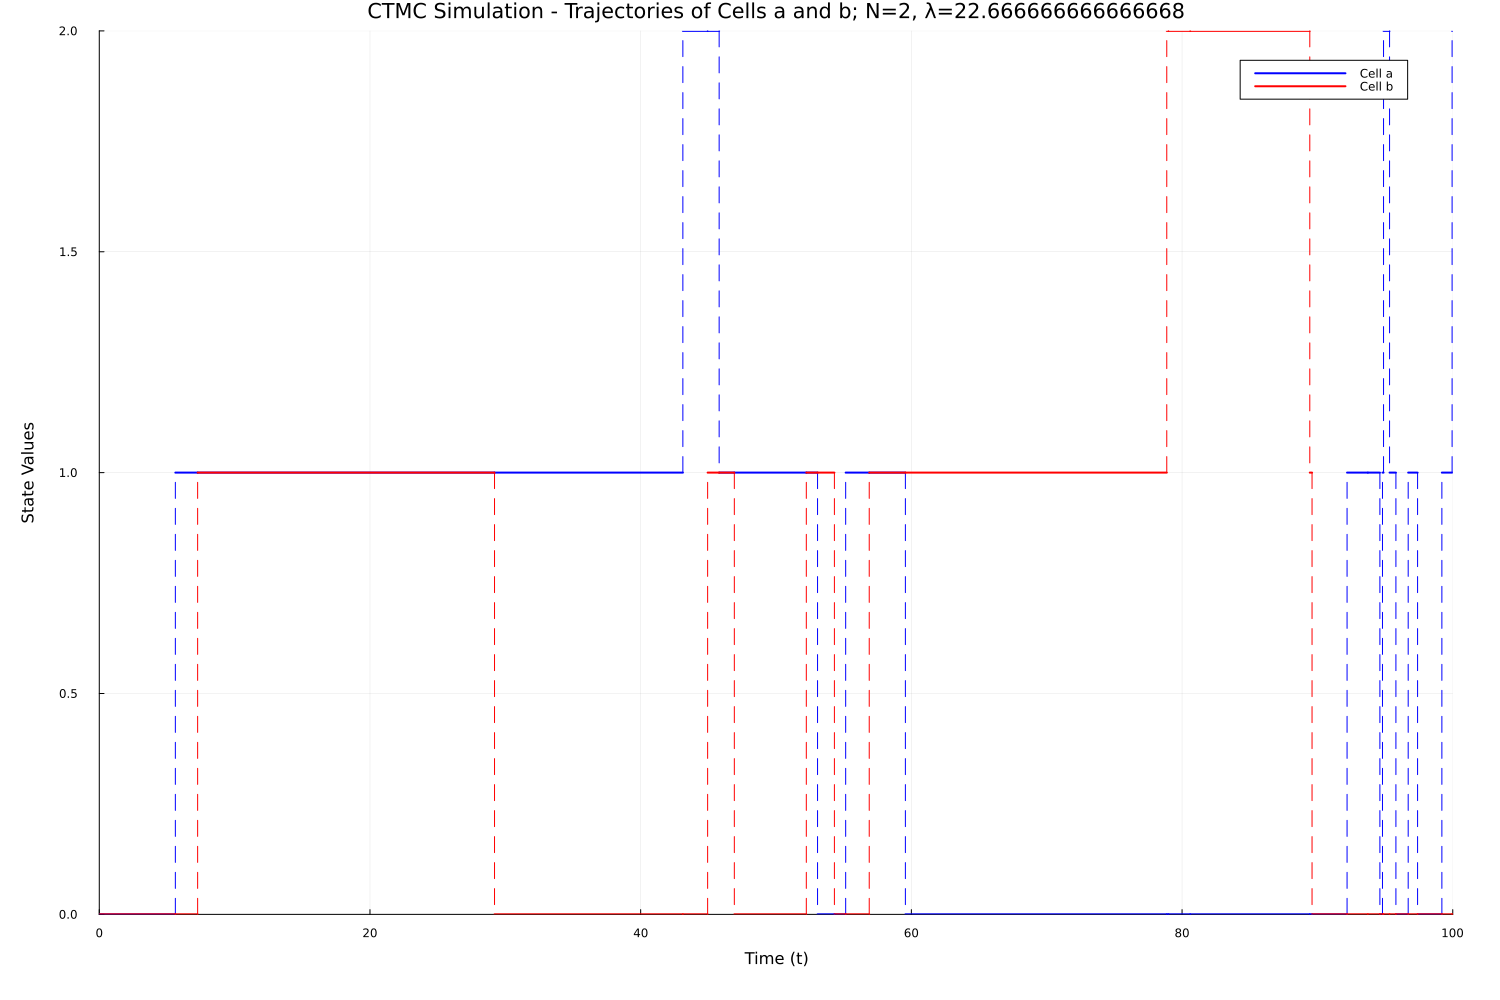 CTMC Simulation - Trajectories of Cells a and b; N=2, λ=22.666666666666668
2.0
Cell a
Cell b
1.5
State Values
1.0
0.5
0.0
0 20 40 60 80 100
Time (t)